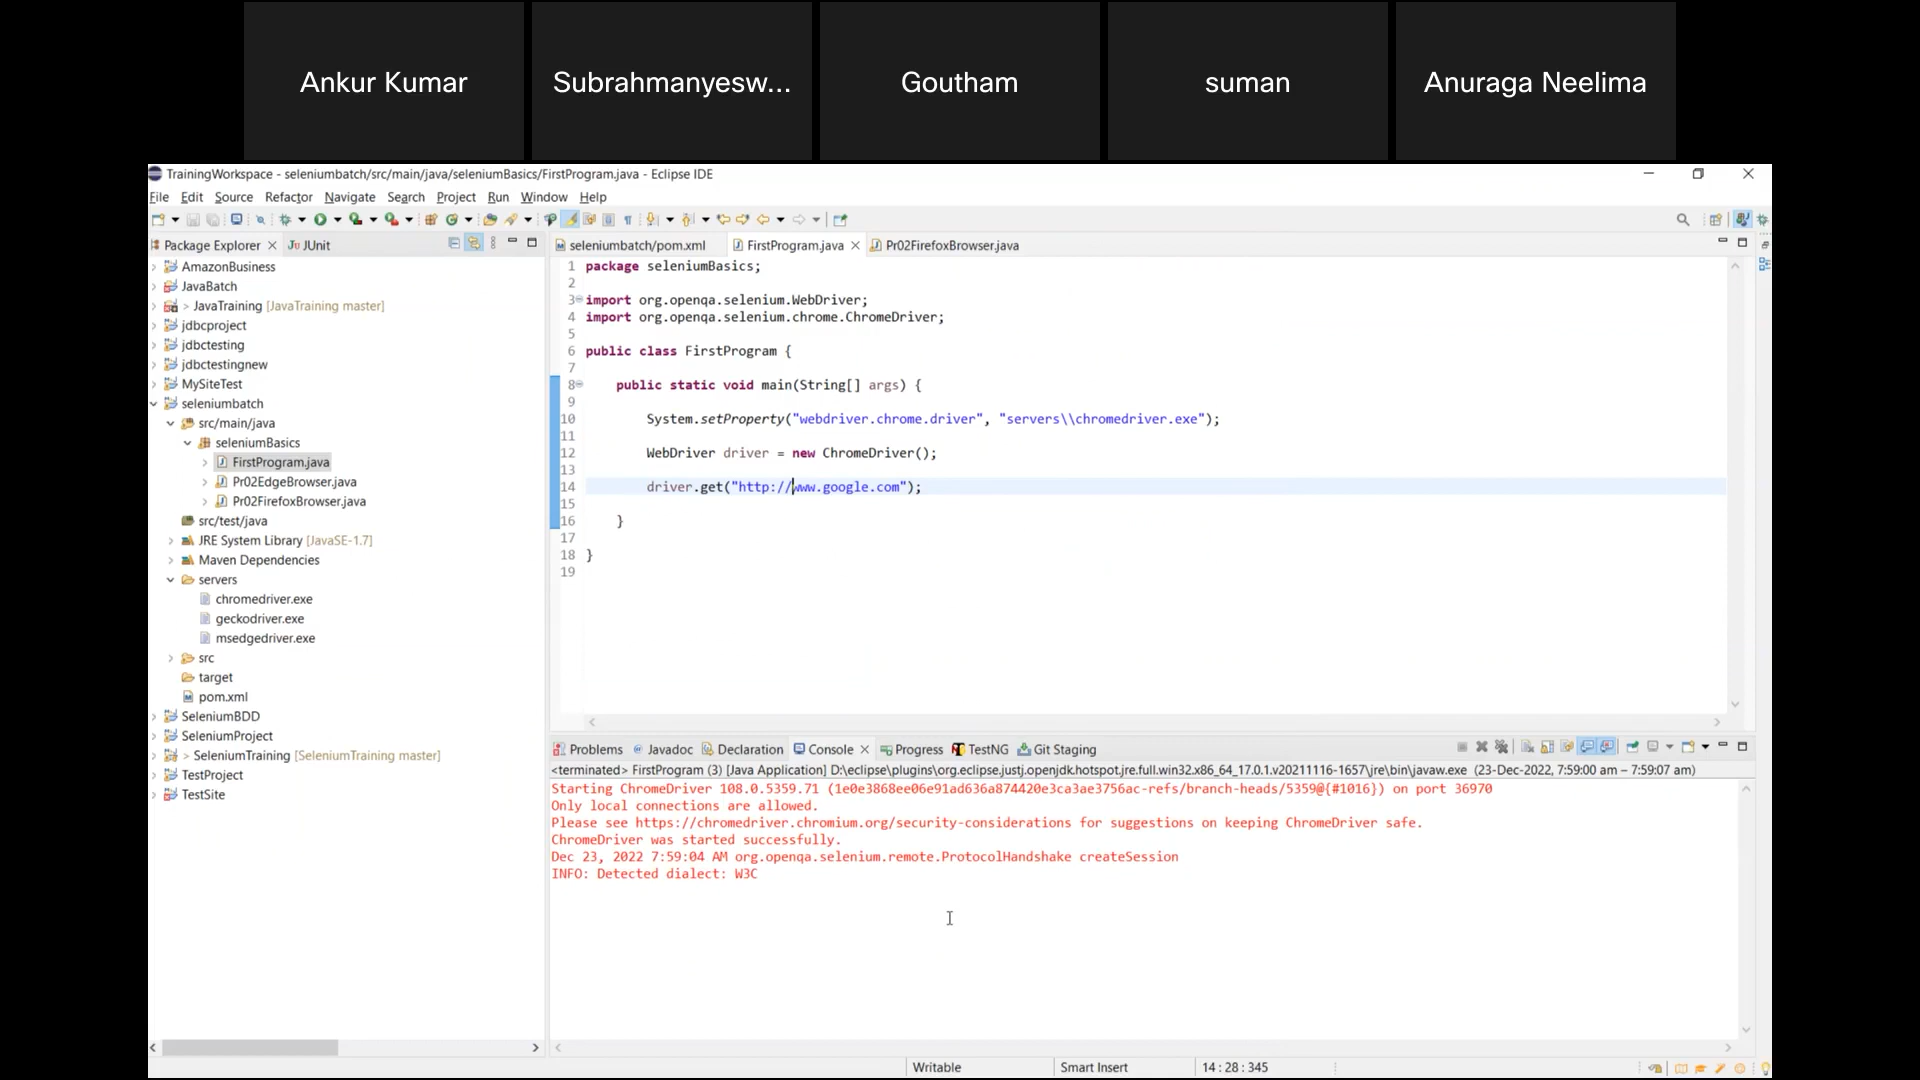 Ankur Kumar
Subrahmanyesw...
Goutham
suman
Anuraga Neelima
TrainingWorkspace - seleniumbatch/src/main/java/seleniumBasics/FirstProgram.java - Eclipse IDE
File Edit Source Refactor Navigate Search Project Run Window Help
Package Explorer JUnit
AmazonBusiness
JavaBatch
> JavaTraining [JavaTraining master]
jdbcproject
jdbctesting
jdbctestingnew
MySiteTest
seleniumbatch
src/main/java
seleniumBasics
FirstProgram.java
Pr02EdgeBrowser.java
Pr02FirefoxBrowser.java
src/test/java
JRE System Library [JavaSE-1.7]
Maven Dependencies
servers
chromedriver.exe
geckodriver.exe
msedgedriver.exe
src
target
pom.xml
SeleniumBDD
SeleniumProject
> SeleniumTraining [SeleniumTraining master]
TestProject
TestSite
seleniumbatch/pom.xml FirstProgram.java Pr02FirefoxBrowser.java
1 package seleniumBasics;
2
3 import org.openqa.selenium.WebDriver;
4 import org.openqa.selenium.chrome.ChromeDriver;
5
6 public class FirstProgram {
7
8 public static void main(String[] args) {
9
10 System.setProperty("webdriver.chrome.driver", "servers\\chromedriver.exe");
11
12 WebDriver driver = new ChromeDriver();
13
14 driver.get("http://www.google.com");
15
16 }
17
18 }
19
Problems Javadoc Declaration Console Progress TestNG Git Staging
<terminated> FirstProgram (3) [Java Application] D:\eclipse\plugins\org.eclipse.justj.openjdk.hotspot.jre.full.win32.x86_64_17.0.1.v20211116-1657\jre\bin\javaw.exe (23-Dec-2022, 7:59:00 am – 7:59:07 am)
Starting ChromeDriver 108.0.5359.71 (1e0e3868ee06e91ad636a874420e3ca3ae3756ac-refs/branch-heads/5359@{#1016}) on port 36970
Only local connections are allowed.
Please see https://chromedriver.chromium.org/security-considerations for suggestions on keeping ChromeDriver safe.
ChromeDriver was started successfully.
Dec 23, 2022 7:59:04 AM org.openqa.selenium.remote.ProtocolHandshake createSession
INFO: Detected dialect: W3C
Writable Smart Insert 14 : 28 : 345